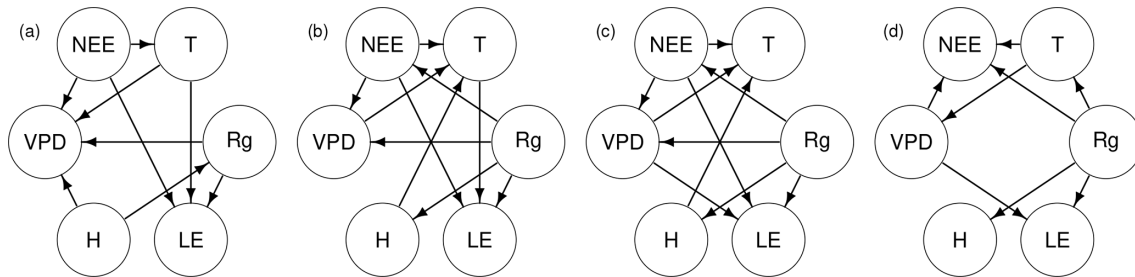 (a) NEE T (b) NEE T (c) NEE T (d) NEE T
VPD Rg VPD Rg VPD Rg VPD Rg
H LE H LE H LE H LE